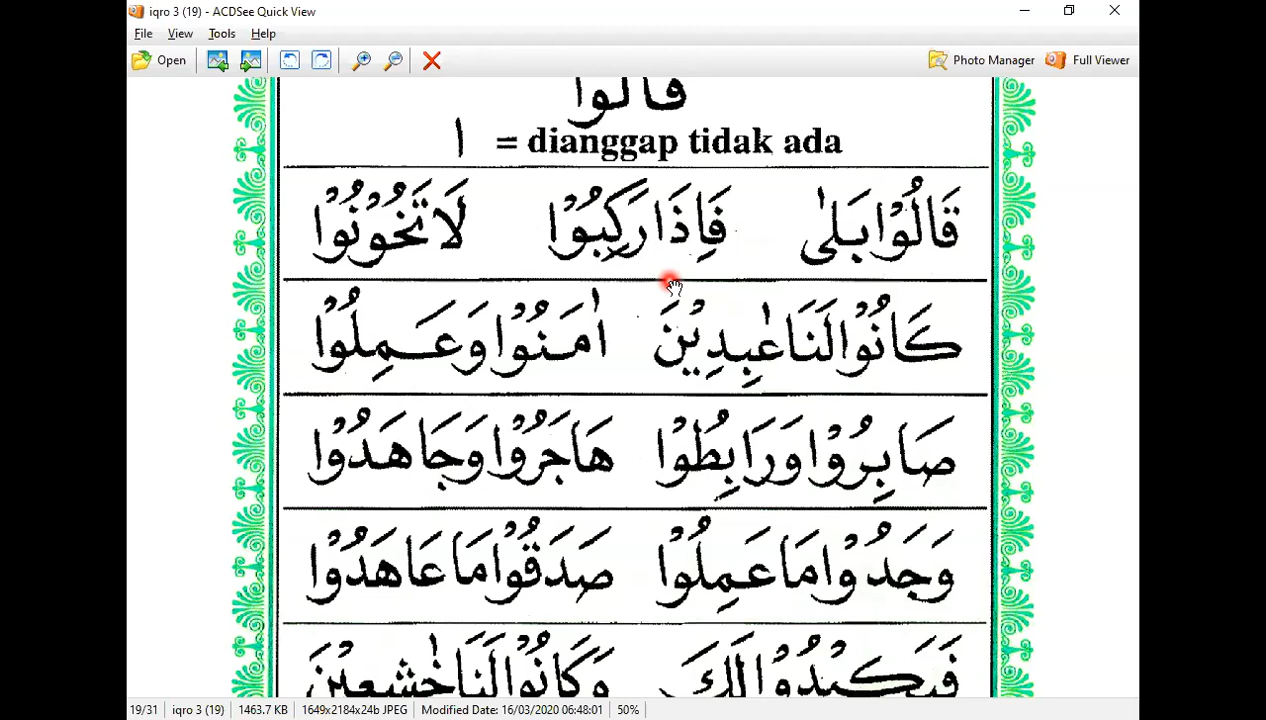 iqro 3 (19) - ACDSee Quick View
File View Tools Help
Open Photo Manager Full Viewer
قالوا
ا = dianggap tidak ada
قَالُوْا بَلٰى فَاِذَا رَكِبُوْا لَا تَخُوْنُوْا
كَانُوْا لَنَا عٰبِدِيْنَ اٰمَنُوْا وَعَمِلُوْا
صَابِرُوْا وَرَابِطُوْا هَاجَرُوْا وَجَاهَدُوْا
وَجَدُوْا مَا عَمِلُوْا صَدَقُوْا مَا عَاهَدُوْا
فَيَكِيْدُوْا لَكَ وَكَانُوْا لَنَا خٰشِعِيْنَ
19/31 iqro 3 (19) 1463.7 KB 1649x2184x24b JPEG Modified Date: 16/03/2020 06:48:01 50%